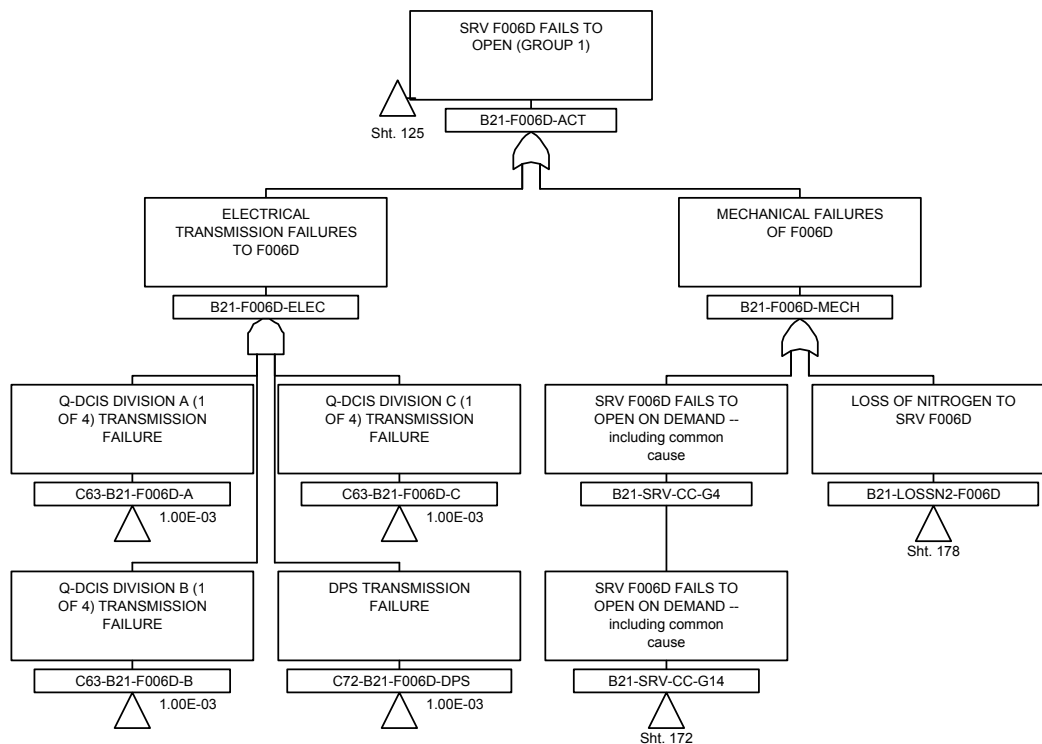 SRV F006D FAILS TO
OPEN (GROUP 1)
Sht. 125
B21-F006D-ACT
ELECTRICAL
TRANSMISSION FAILURES
TO F006D
B21-F006D-ELEC
MECHANICAL FAILURES
OF F006D
B21-F006D-MECH
Q-DCIS DIVISION A (1
OF 4) TRANSMISSION
FAILURE
C63-B21-F006D-A
1.00E-03
Q-DCIS DIVISION C (1
OF 4) TRANSMISSION
FAILURE
C63-B21-F006D-C
1.00E-03
SRV F006D FAILS TO
OPEN ON DEMAND --
including common
cause
B21-SRV-CC-G4
LOSS OF NITROGEN TO
SRV F006D
B21-LOSSN2-F006D
Sht. 178
Q-DCIS DIVISION B (1
OF 4) TRANSMISSION
FAILURE
C63-B21-F006D-B
1.00E-03
DPS TRANSMISSION
FAILURE
C72-B21-F006D-DPS
1.00E-03
SRV F006D FAILS TO
OPEN ON DEMAND --
including common
cause
B21-SRV-CC-G14
Sht. 172